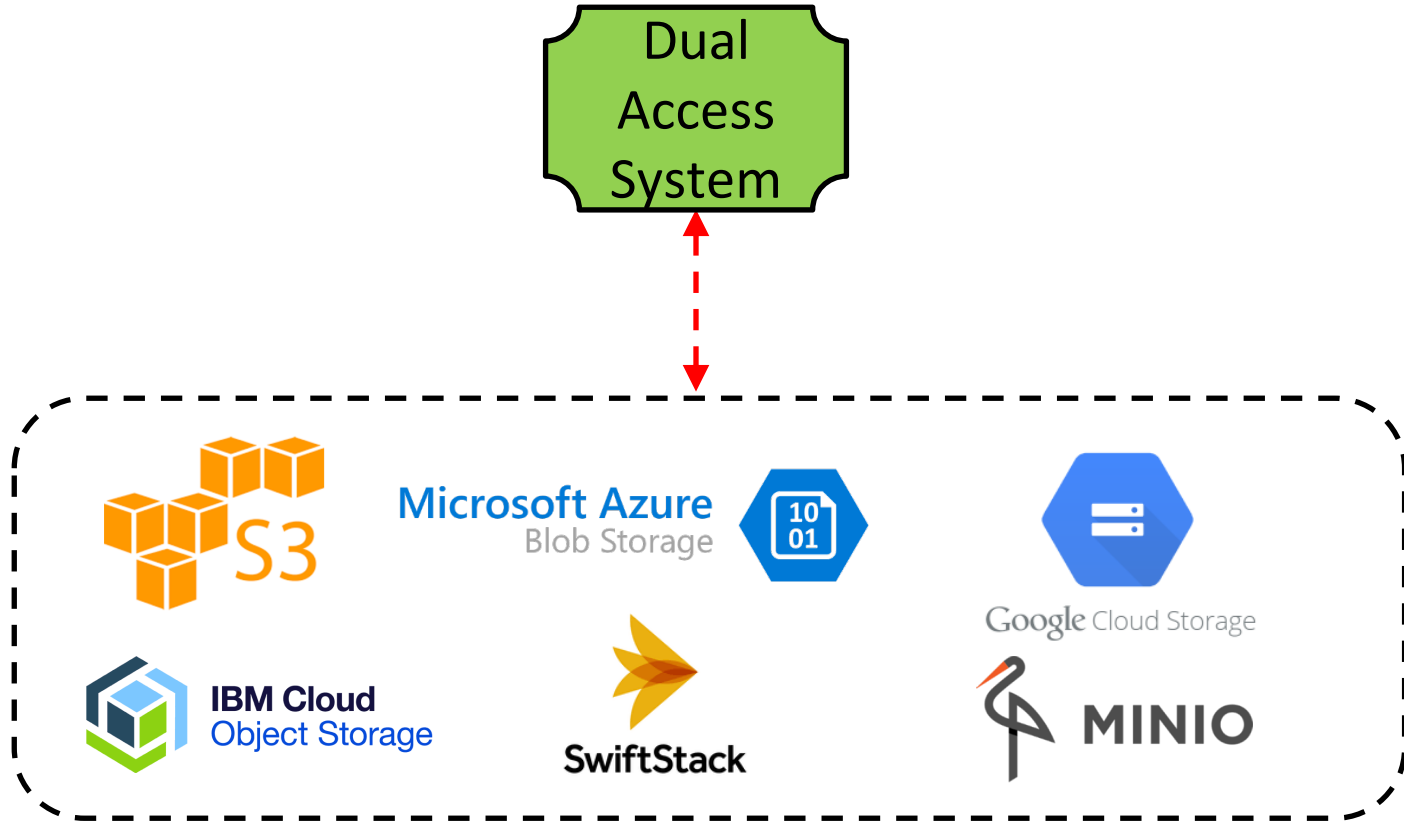 Dual
Access
System
S3
Microsoft Azure
Blob Storage
10
01
Google Cloud Storage
IBM Cloud
Object Storage
SwiftStack
MINIO